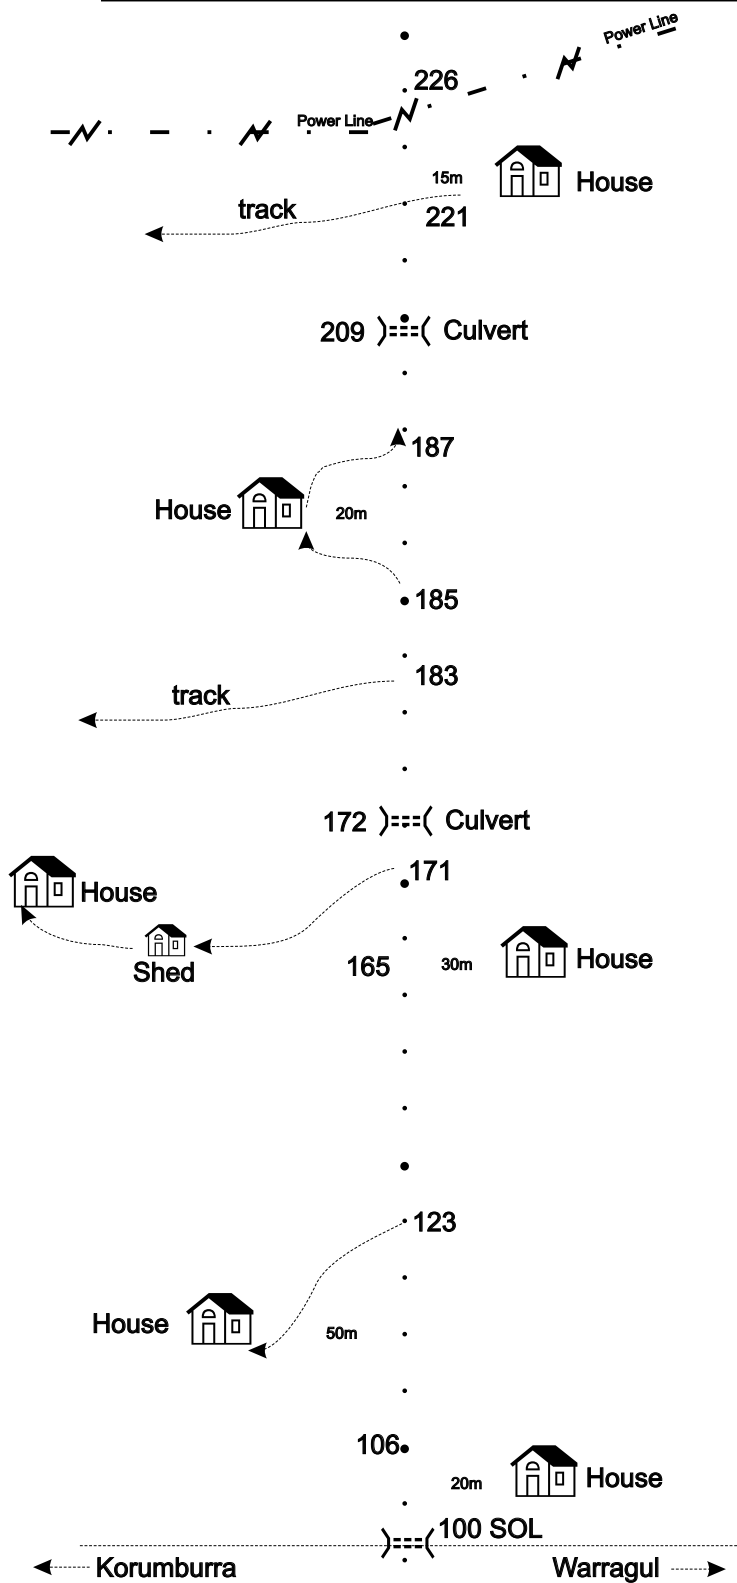 Power Line
226
Power Line
15m
House
track
221
209
Culvert
187
House
20m
185
183
track
172
Culvert
171
House
Shed
165
30m
House
123
House
50m
106
20m
House
100 SOL
Korumburra
Warragul